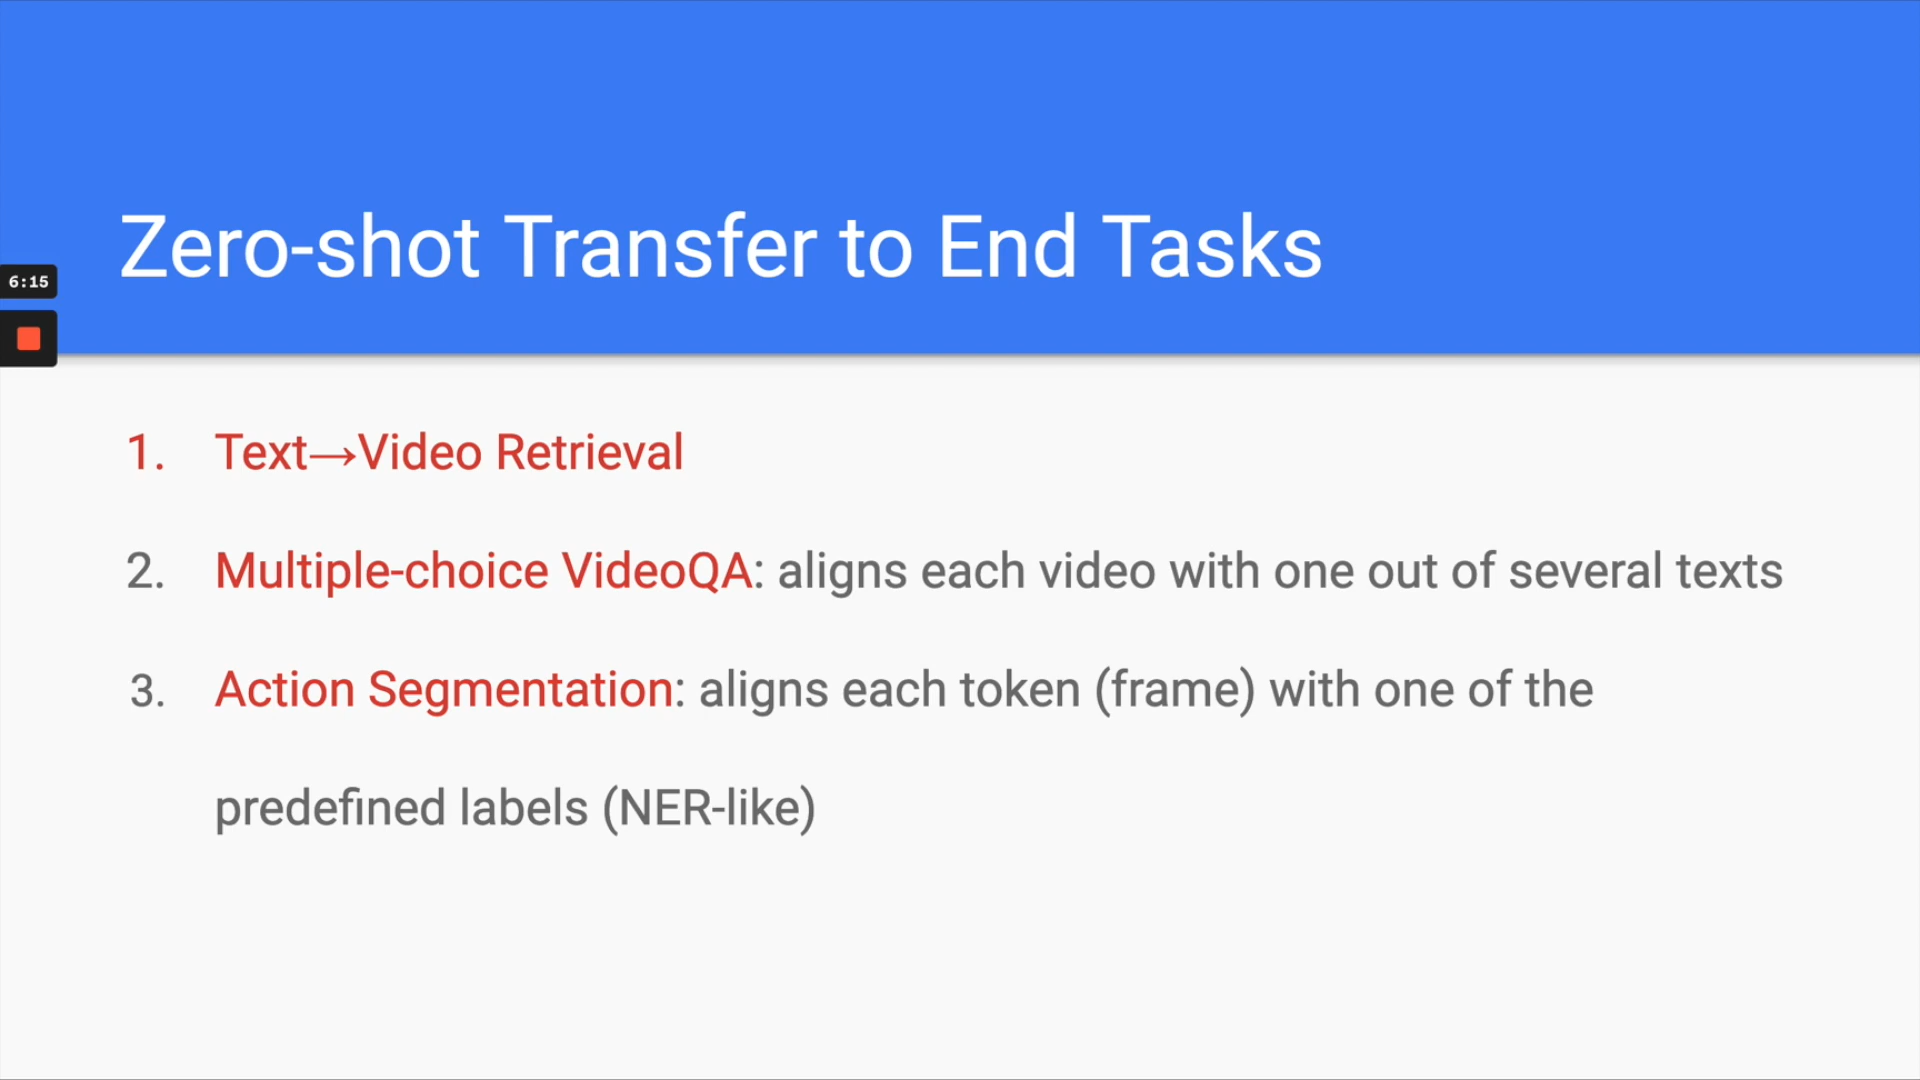 Zero-shot Transfer to End Tasks
6:15
1. Text→Video Retrieval
2. Multiple-choice VideoQA: aligns each video with one out of several texts
3. Action Segmentation: aligns each token (frame) with one of the
predefined labels (NER-like)